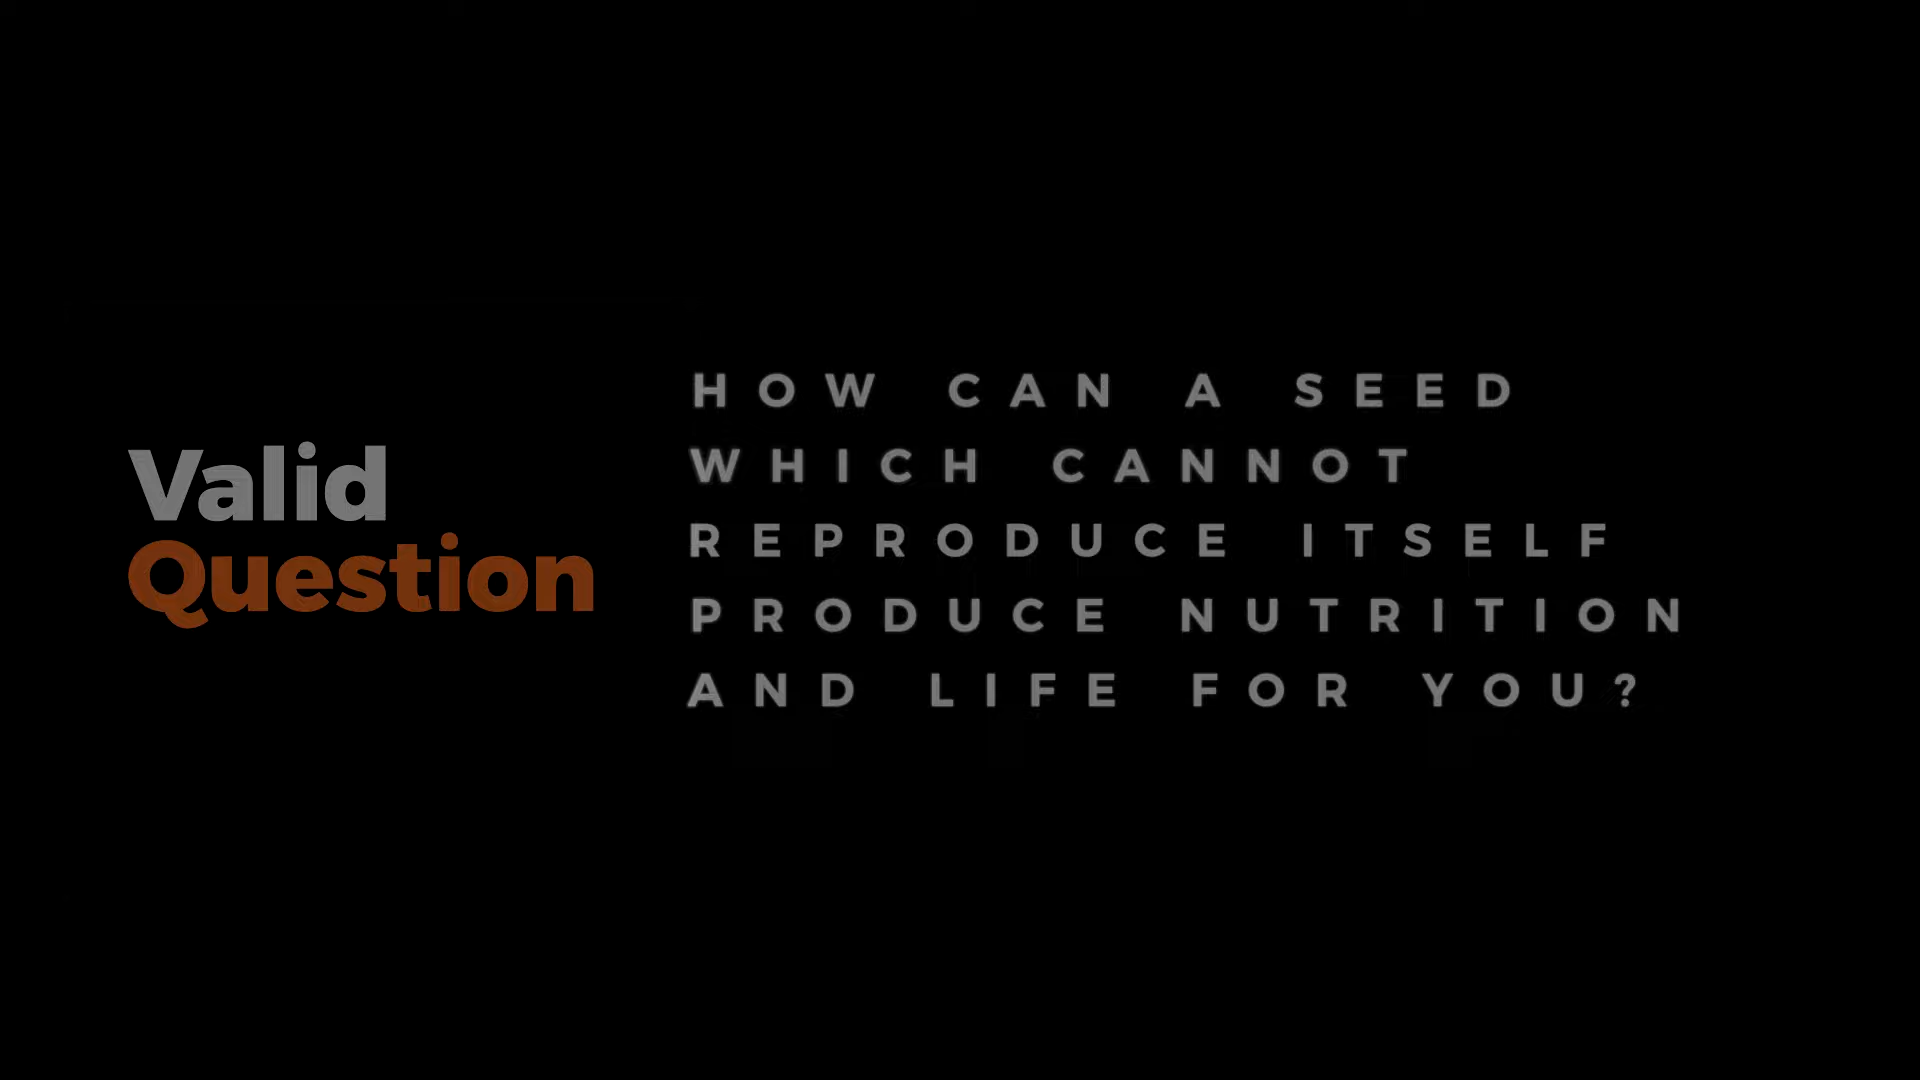 Valid
Question
HOW CAN A SEED
WHICH CANNOT
REPRODUCE ITSELF
PRODUCE NUTRITION
AND LIFE FOR YOU?